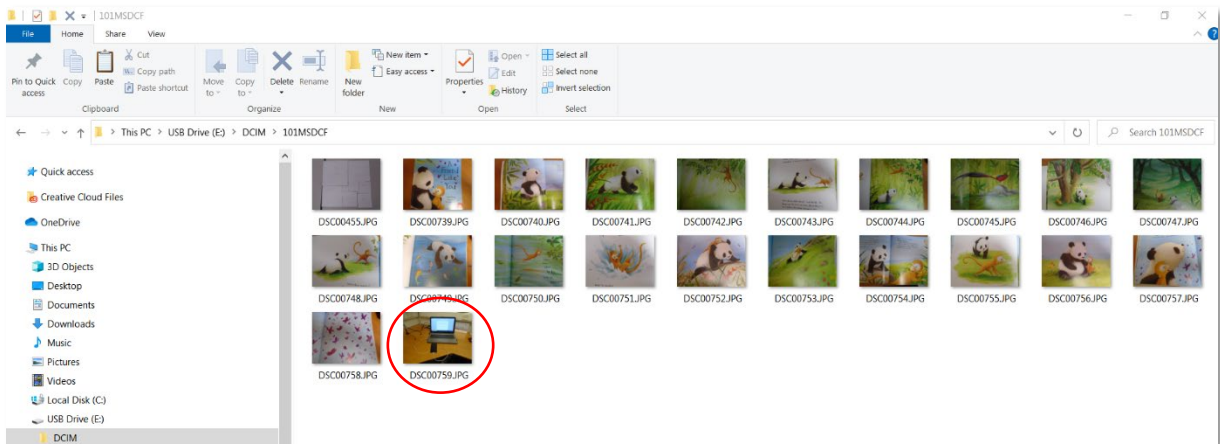 101MSDCF
File Home Share View
Pin to Quick access
Copy
Paste
Cut
Copy path
Paste shortcut
Clipboard
Move to
Copy to
Delete
Rename
Organize
New folder
New item
Easy access
New
Properties
Open
Edit
History
Open
Select all
Select none
Invert selection
Select
This PC > USB Drive (E:) > DCIM > 101MSDCF
Search 101MSDCF
Quick access
Creative Cloud Files
OneDrive
This PC
3D Objects
Desktop
Documents
Downloads
Music
Pictures
Videos
Local Disk (C:)
USB Drive (E:)
DCIM
DSC00455.JPG DSC00739.JPG DSC00740.JPG DSC00741.JPG DSC00742.JPG DSC00743.JPG DSC00744.JPG DSC00745.JPG DSC00746.JPG DSC00747.JPG
DSC00748.JPG DSC00749.JPG DSC00750.JPG DSC00751.JPG DSC00752.JPG DSC00753.JPG DSC00754.JPG DSC00755.JPG DSC00756.JPG DSC00757.JPG
DSC00758.JPG DSC00759.JPG